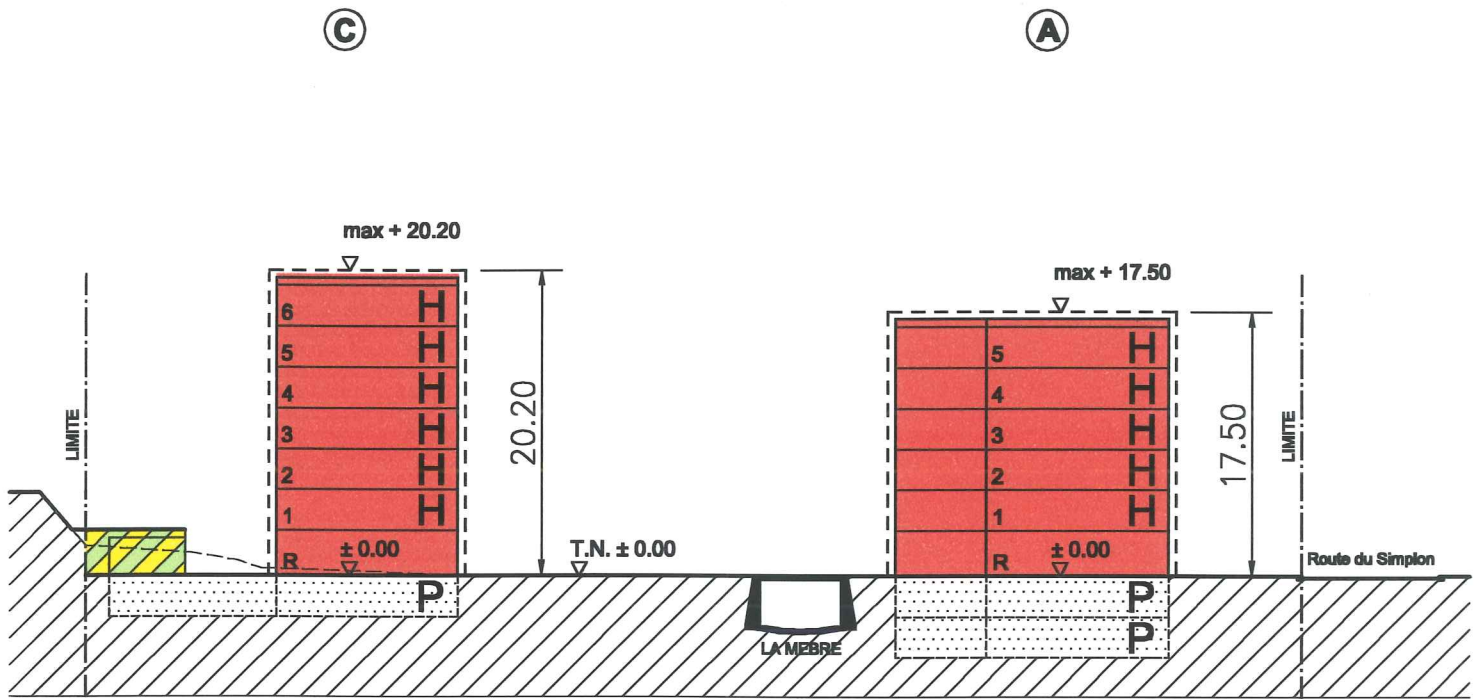 C
A
max + 20.20
max + 17.50
LIMITE
6 H
5 H
4 H
3 H
2 H
1 H
R ± 0.00
P
20.20
T.N. ± 0.00
LA MEBRE
5 H
4 H
3 H
2 H
1 H
R ± 0.00
P
P
17.50
LIMITE
Route du Simplon